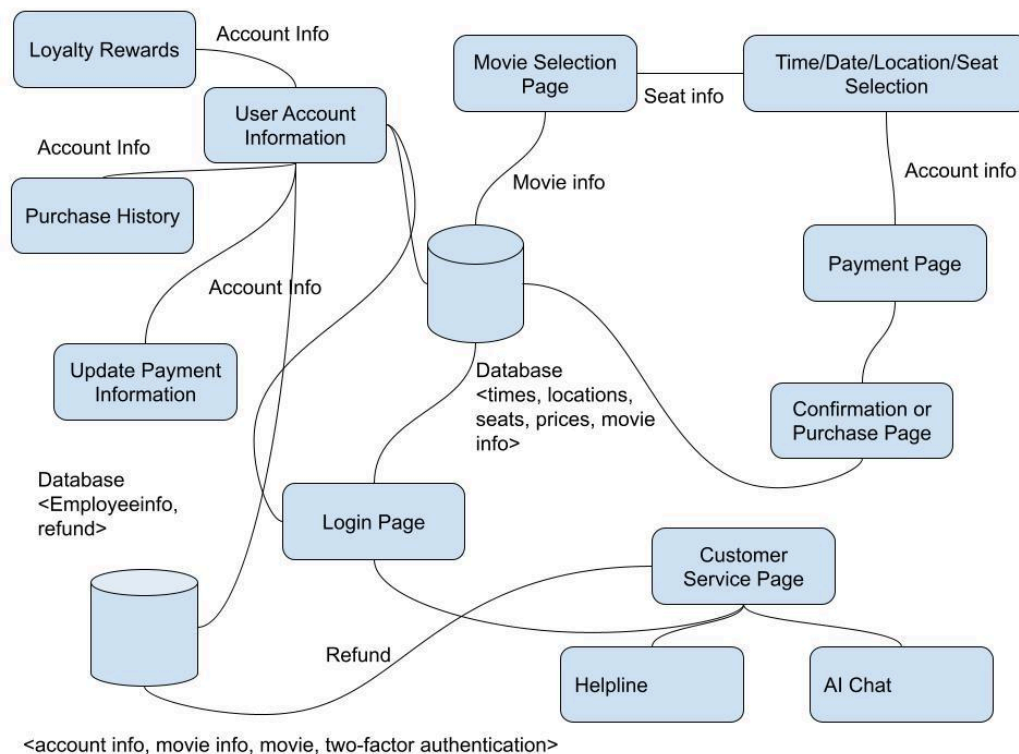 Loyalty Rewards
Account Info
User Account
Information
Account Info
Purchase History
Account Info
Update Payment
Information
Movie Selection
Page
Seat info
Time/Date/Location/Seat
Selection
Movie info
Account info
Payment Page
Database
<times, locations,
seats, prices, movie
info>
Confirmation or
Purchase Page
Database
<Employeeinfo,
refund>
Login Page
Customer
Service Page
Refund
Helpline
AI Chat
<account info, movie info, movie, two-factor authentication>